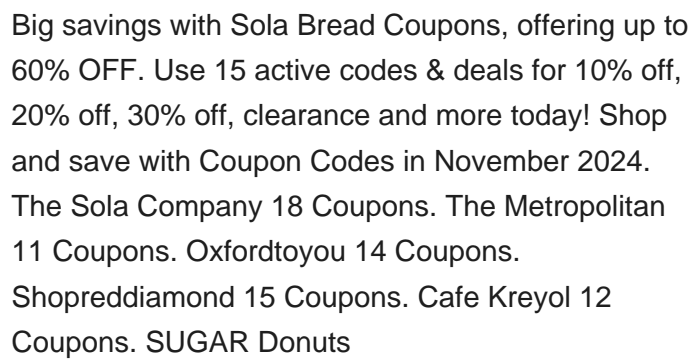 Big savings with Sola Bread Coupons, offering up to
60% OFF. Use 15 active codes & deals for 10% off,
20% off, 30% off, clearance and more today! Shop
and save with Coupon Codes in November 2024.
The Sola Company 18 Coupons. The Metropolitan
11 Coupons. Oxfordtoyou 14 Coupons.
Shopreddiamond 15 Coupons. Cafe Kreyol 12
Coupons. SUGAR Donuts